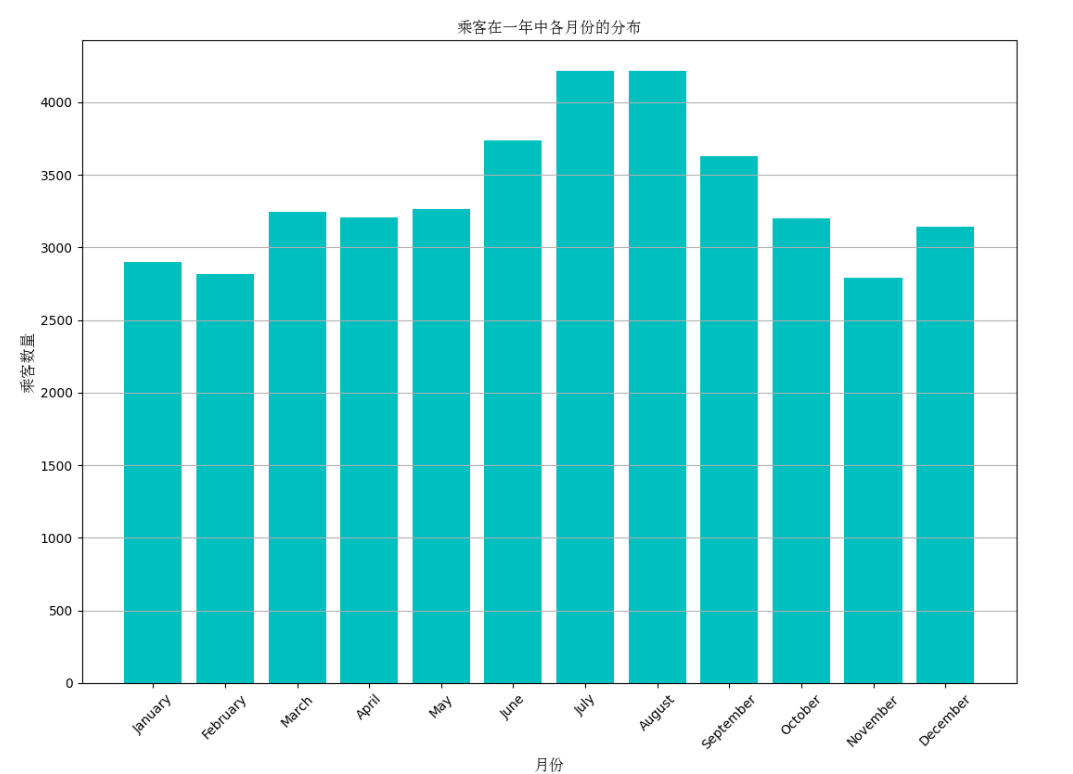 乘客在一年中各月份的分布
4000
3500
3000
2500
2000
1500
1000
500
0
乘客数量
January
February
March
April
May
June
July
August
September
October
November
December
月份